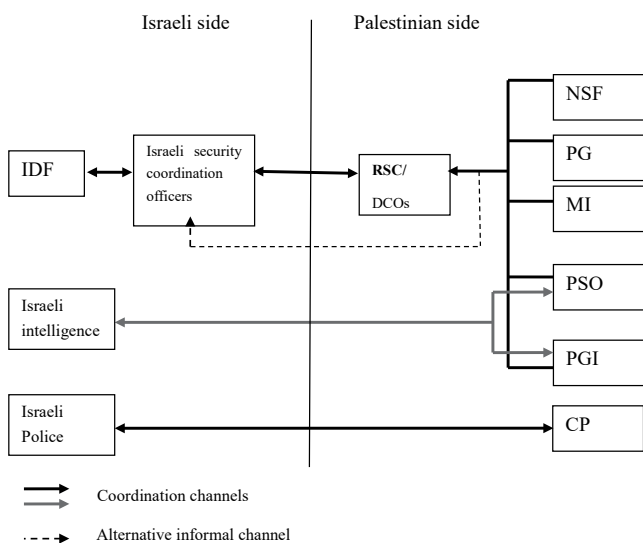 Israeli side
Palestinian side
NSF
PG
IDF
Israeli security
coordination
officers
RSC/
DCOs
MI
PSO
Israeli
intelligence
PGI
Israeli
Police
CP
Coordination channels
Alternative informal channel